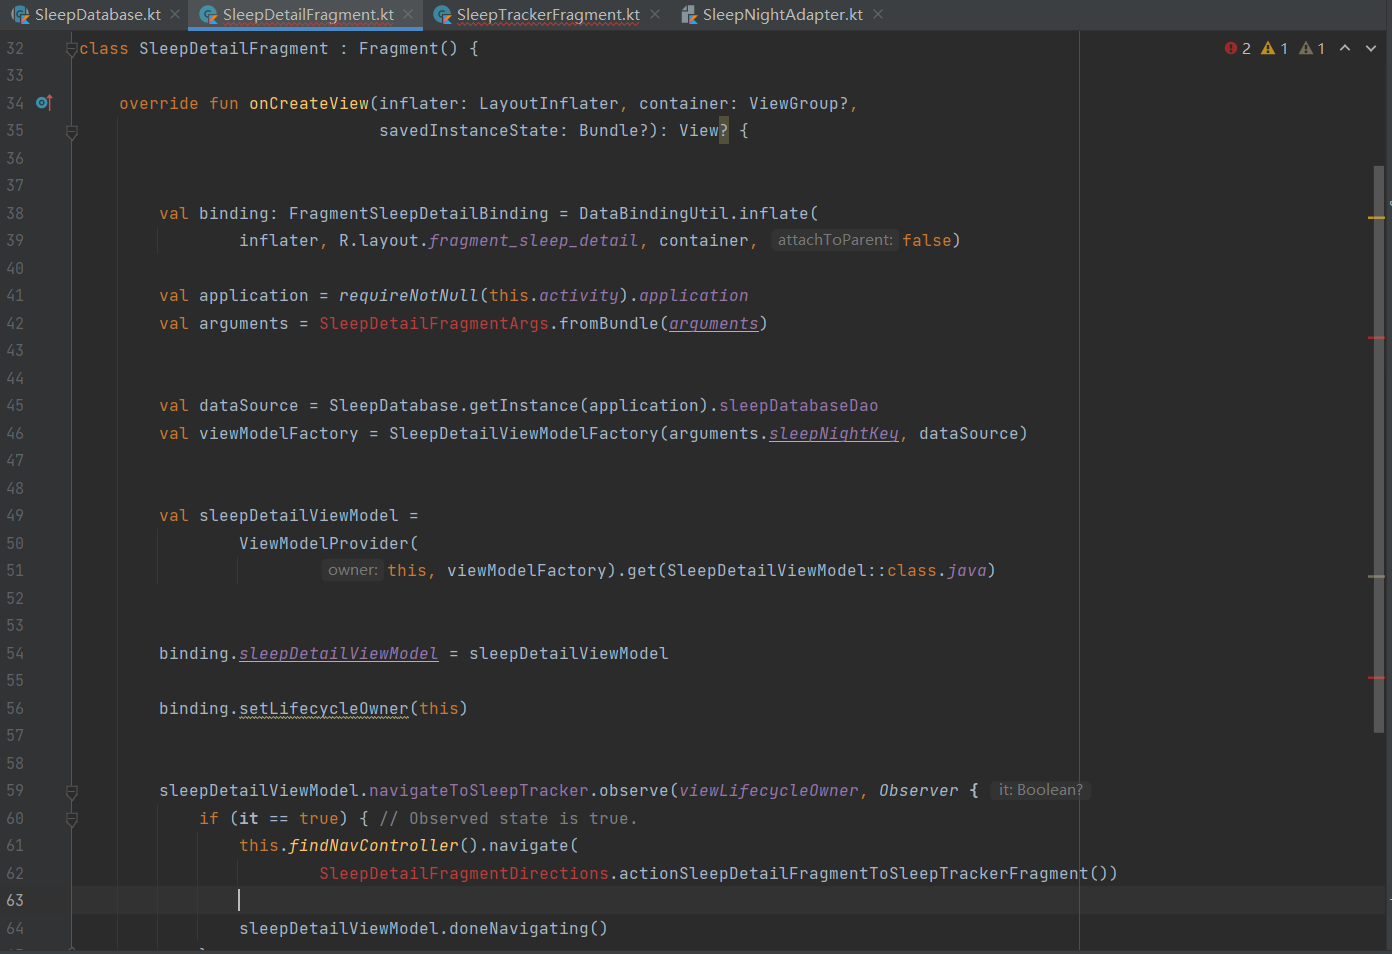 SleepDatabase.kt SleepDetailFragment.kt SleepTrackerFragment.kt SleepNightAdapter.kt
32 class SleepDetailFragment : Fragment() { 2 1 1
33
34 override fun onCreateView(inflater: LayoutInflater, container: ViewGroup?,
35 savedInstanceState: Bundle?): View? {
36
37
38 val binding: FragmentSleepDetailBinding = DataBindingUtil.inflate(
39 inflater, R.layout.fragment_sleep_detail, container, attachToParent: false)
40
41 val application = requireNotNull(this.activity).application
42 val arguments = SleepDetailFragmentArgs.fromBundle(arguments)
43
44
45 val dataSource = SleepDatabase.getInstance(application).sleepDatabaseDao
46 val viewModelFactory = SleepDetailViewModelFactory(arguments.sleepNightKey, dataSource)
47
48
49 val sleepDetailViewModel =
50 ViewModelProvider(
51 owner: this, viewModelFactory).get(SleepDetailViewModel::class.java)
52
53
54 binding.sleepDetailViewModel = sleepDetailViewModel
55
56 binding.setLifecycleOwner(this)
57
58
59 sleepDetailViewModel.navigateToSleepTracker.observe(viewLifecycleOwner, Observer { it: Boolean?
60 if (it == true) { // Observed state is true.
61 this.findNavController().navigate(
62 SleepDetailFragmentDirections.actionSleepDetailFragmentToSleepTrackerFragment())
63
64 sleepDetailViewModel.doneNavigating()